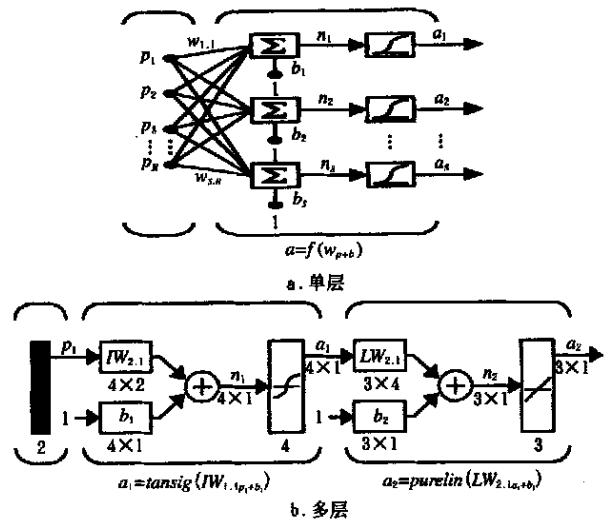 w1.1 n1 a1
p1 Σ
b1
1
p2 n2 a2
Σ
p3 b2
1
pR ns as
Σ
ws.R
bs
1
a=f(wp+b)
a.单层
p1 IW2.1 a1 LW2.1 a2
4×2 + n1 4×1 3×4 + n2 3×1
4×1 3×1
1 b1 1 b2
2 4×1 4 3×1 3
a1=tansig(IW1.1p1+b1) a2=purelin(LW2.1a1+b1)
b.多层